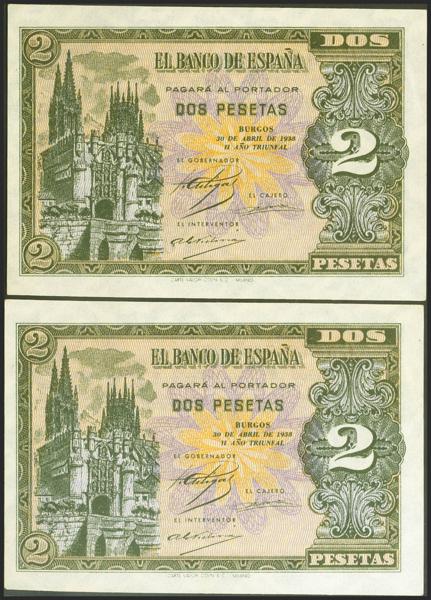 2
DOS
EL BANCO DE ESPAÑA
PAGARÁ AL PORTADOR
DOS PESETAS
BURGOS
30 DE ABRIL DE 1938
II AÑO TRIUNFAL
EL GOBERNADOR
2
EL CAJERO
EL INTERVENTOR
2
PESETAS
2
DOS
EL BANCO DE ESPAÑA
PAGARÁ AL PORTADOR
DOS PESETAS
BURGOS
30 DE ABRIL DE 1938
II AÑO TRIUNFAL
EL GOBERNADOR
2
EL CAJERO
EL INTERVENTOR
2
PESETAS